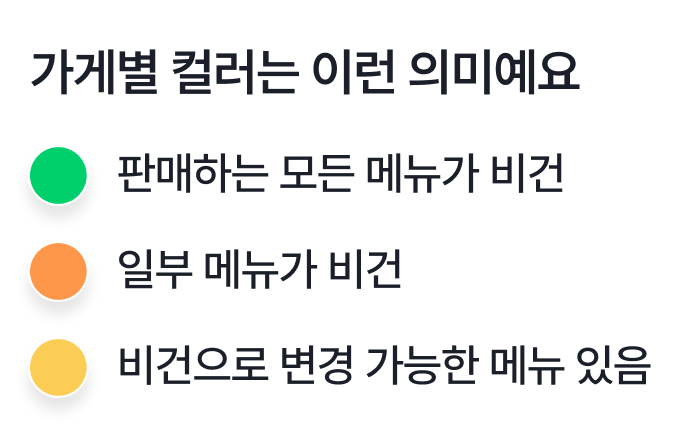 가게별 컬러는 이런 의미예요
판매하는 모든 메뉴가 비건
일부 메뉴가 비건
비건으로 변경 가능한 메뉴 있음